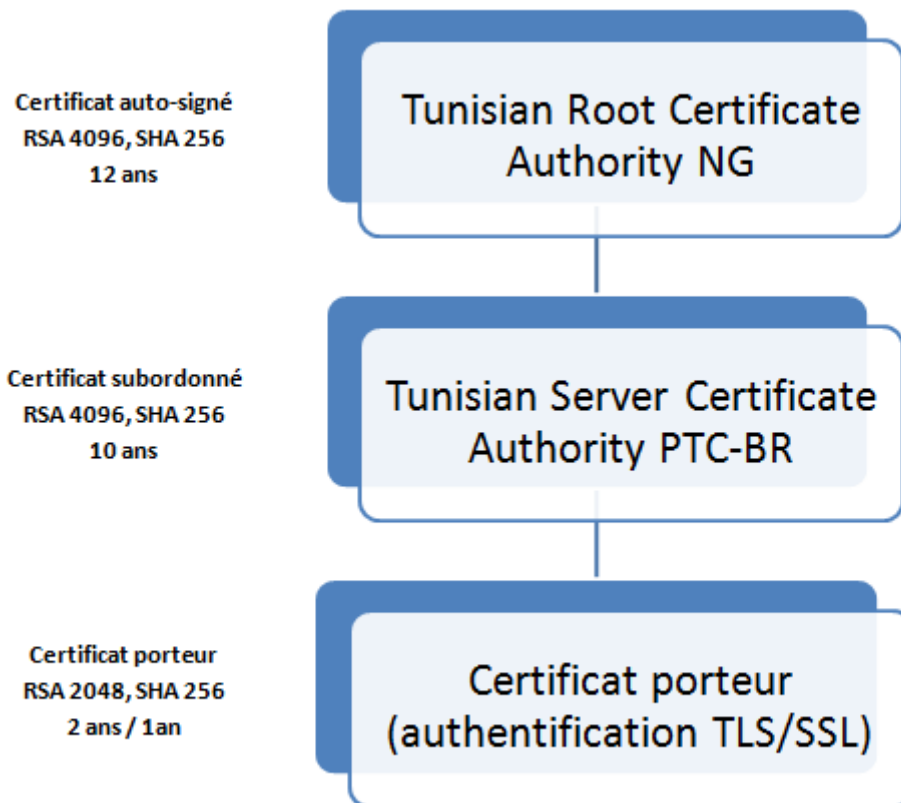 Certificat auto-signé
RSA 4096, SHA 256
12 ans
Tunisian Root Certificate
Authority NG
Certificat subordonné
RSA 4096, SHA 256
10 ans
Tunisian Server Certificate
Authority PTC-BR
Certificat porteur
RSA 2048, SHA 256
2 ans / 1an
Certificat porteur
(authentification TLS/SSL)